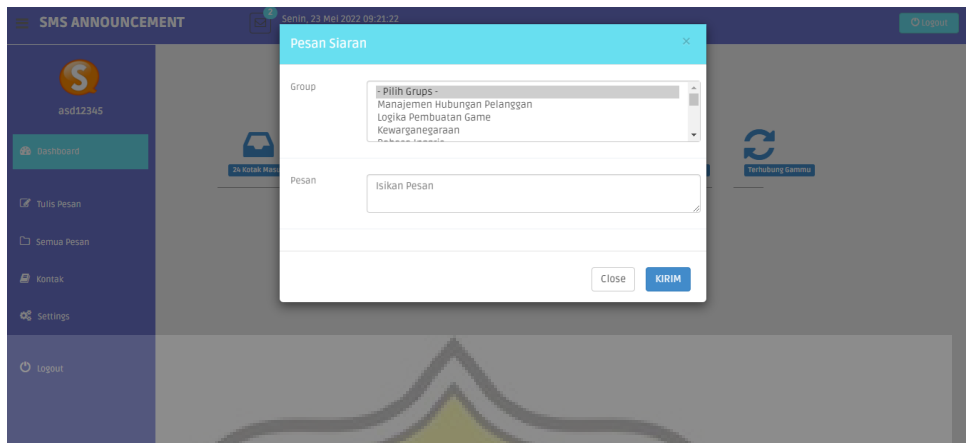 SMS ANNOUNCEMENT
2
Senin, 23 Mei 2022 09:21:22
Logout
Pesan Siaran
×
asd12345
Dashboard
Tulis Pesan
Semua Pesan
Kontak
Settings
Logout
24 Kotak Masu
Terhubung Gammu
Group
- Pilih Grups -
Manajemen Hubungan Pelanggan
Logika Pembuatan Game
Kewarganegaraan
Bahasa Inggris
Pesan
Isikan Pesan
Close
KIRIM